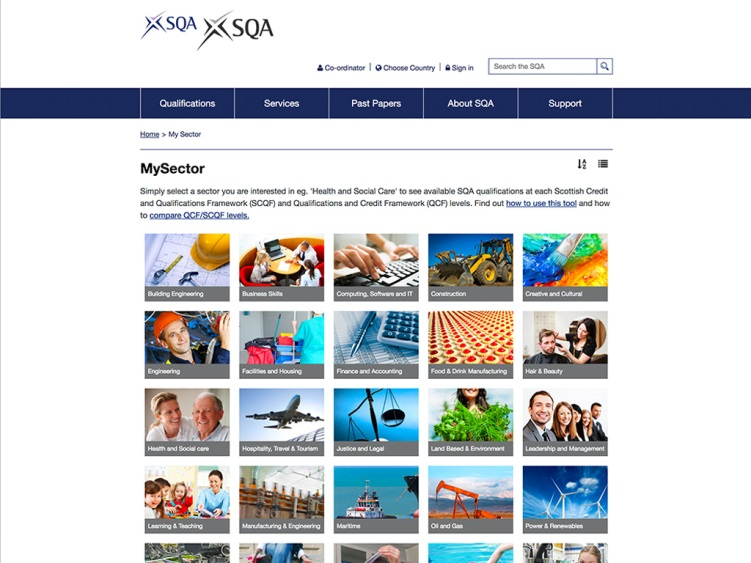 SQA SQA
Co-ordinator Choose Country Sign in Search the SQA
Qualifications Services Past Papers About SQA Support
Home > My Sector
MySector
Simply select a sector you are interested in eg. 'Health and Social Care' to see available SQA qualifications at each Scottish Credit
and Qualifications Framework (SCQF) and Qualifications and Credit Framework (QCF) levels. Find out how to use this tool and how
to compare QCF/SCQF levels.
Building Engineering Business Skills Computing, Software and IT Construction Creative and Cultural
Engineering Facilities and Housing Finance and Accounting Food & Drink Manufacturing Hair & Beauty
Health and Social care Hospitality, Travel & Tourism Justice and Legal Land Based & Environment Leadership and Management
Learning & Teaching Manufacturing & Engineering Maritime Oil and Gas Power & Renewables